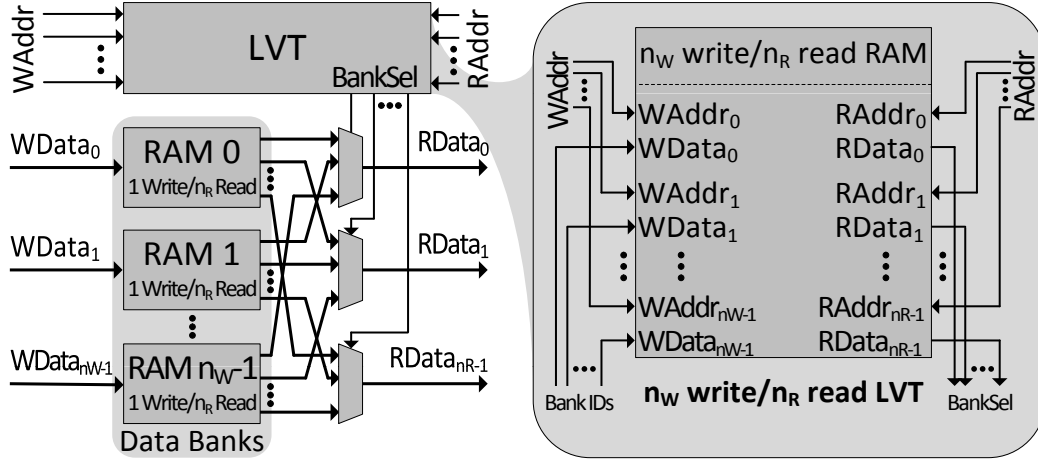 WAddr
LVT
BankSel
RAddr
WData0
RAM 0
1 Write/nR Read
RData0
WData1
RAM 1
1 Write/nR Read
RData1
WDatanW-1
RAM nW-1
1 Write/nR Read
RDatanR-1
Data Banks
nW write/nR read RAM
WAddr
RAddr
WAddr0
RAddr0
WData0
RData0
WAddr1
RAddr1
WData1
RData1
WAddrnW-1
RAddrnR-1
WDatanW-1
RDatanR-1
Bank IDs
nW write/nR read LVT
BankSel